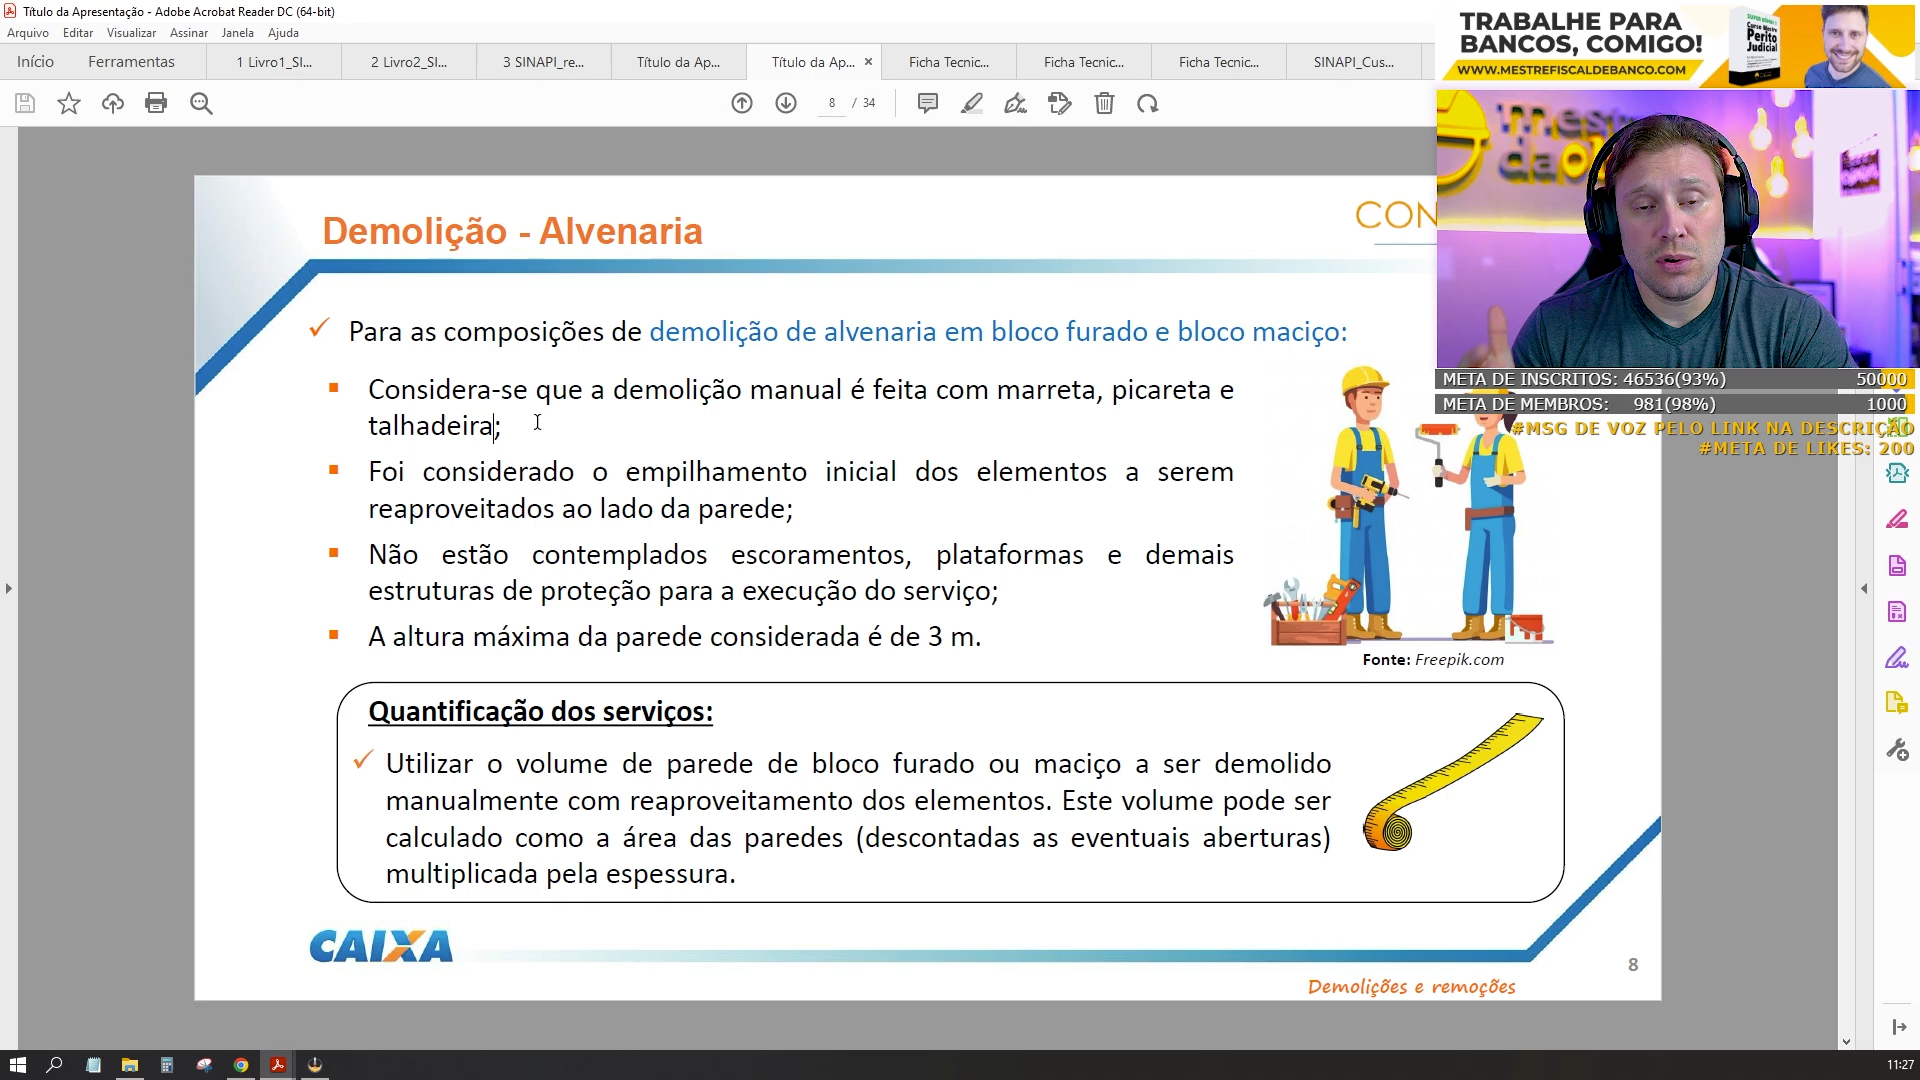 Título da Apresentação - Adobe Acrobat Reader DC (64-bit)
Arquivo Editar Visualizar Assinar Janela Ajuda
Início Ferramentas 1 Livro1_SI... 2 Livro2_SI... 3 SINAPI_re... Título da Ap... Título da Ap... × Ficha Tecnic... Ficha Tecnic... Ficha Tecnic... SINAPI_Cus...
8 / 34
TRABALHE PARA
BANCOS, COMIGO!
WWW.MESTREFISCALDEBANCO.COM
Curso Mestre
Perito
Judicial
META DE INSCRITOS: 46536(93%) 50000
META DE MEMBROS: 981(98%) 1000
#MSG DE VOZ PELO LINK NA DESCRIÇÃO
#META DE LIKES: 200
Demolição - Alvenaria
CON
✓ Para as composições de demolição de alvenaria em bloco furado e bloco maciço:
▪ Considera-se que a demolição manual é feita com marreta, picareta e
talhadeira;
▪ Foi considerado o empilhamento inicial dos elementos a serem
reaproveitados ao lado da parede;
▪ Não estão contemplados escoramentos, plataformas e demais
estruturas de proteção para a execução do serviço;
▪ A altura máxima da parede considerada é de 3 m.
Fonte: Freepik.com
Quantificação dos serviços:
✓ Utilizar o volume de parede de bloco furado ou maciço a ser demolido
manualmente com reaproveitamento dos elementos. Este volume pode ser
calculado como a área das paredes (descontadas as eventuais aberturas)
multiplicada pela espessura.
CAIXA
8
Demolições e remoções
11:27